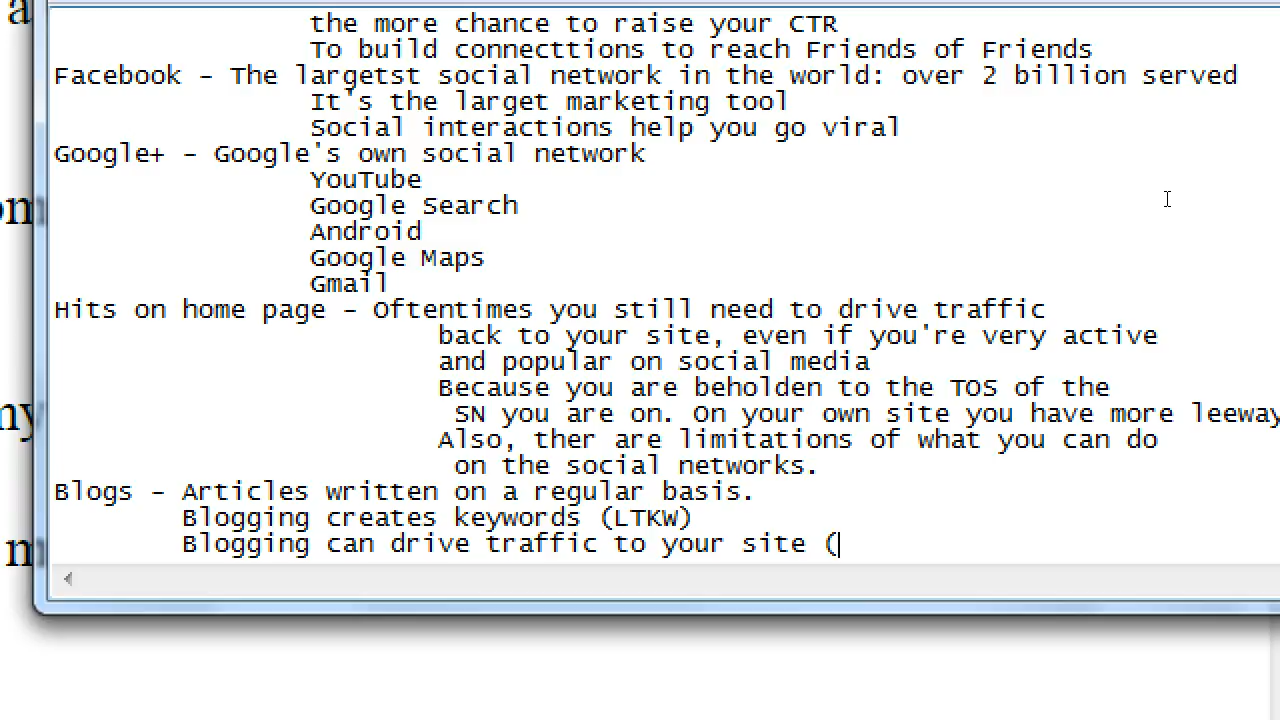 a
the more chance to raise your CTR
To build connecttions to reach Friends of Friends
Facebook - The largetst social network in the world: over 2 billion served
It's the larget marketing tool
Social interactions help you go viral
Google+ - Google's own social network
YouTube
om
Google Search
Android
Google Maps
Gmail
Hits on home page - Oftentimes you still need to drive traffic
back to your site, even if you're very active
and popular on social media
Because you are beholden to the TOS of the
my
SN you are on. On your own site you have more leeway
Also, ther are limitations of what you can do
on the social networks.
Blogs - Articles written on a regular basis.
Blogging creates keywords (LTKW)
m
Blogging can drive traffic to your site (